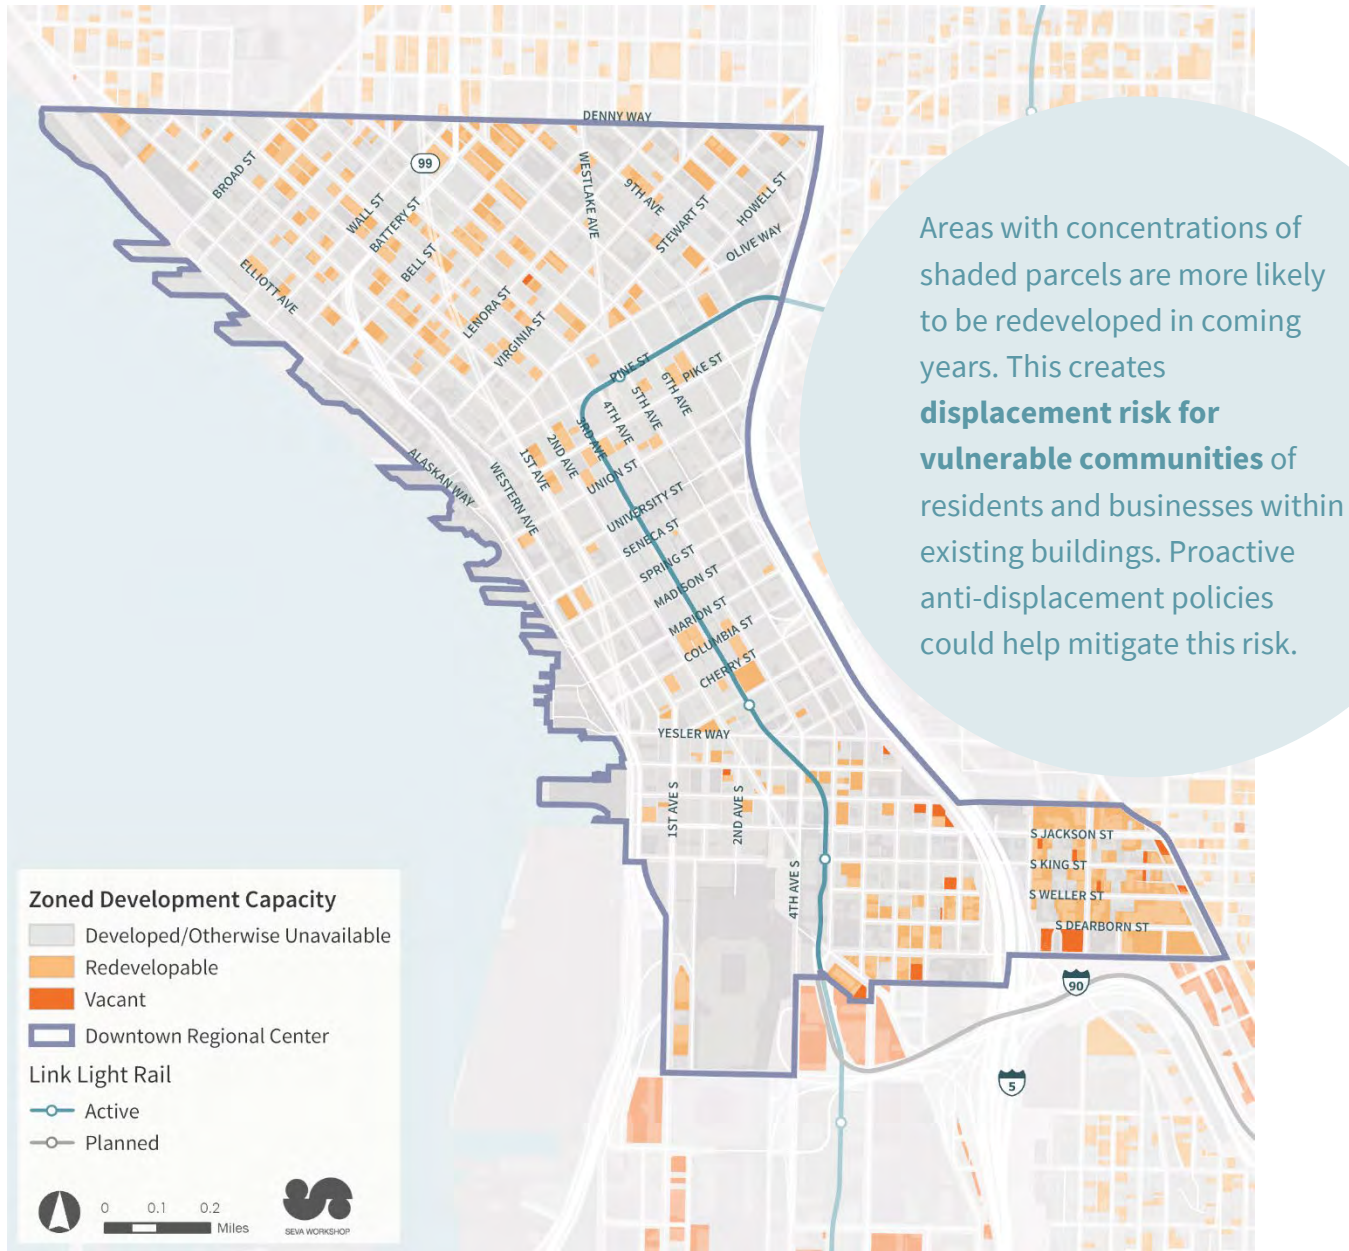 DENNY WAY
99
BROAD ST
WALL ST
BATTERY ST
BELL ST
ELLIOTT AVE
LENORA ST
VIRGINIA ST
WESTLAKE AVE
9TH AVE
STEWART ST
HOWELL ST
OLIVE WAY
PINE ST
PIKE ST
6TH AVE
5TH AVE
4TH AVE
3RD AVE
2ND AVE
1ST AVE
WESTERN AVE
ALASKAN WAY
UNION ST
UNIVERSITY ST
SENECA ST
SPRING ST
MADISON ST
MARION ST
COLUMBIA ST
CHERRY ST
YESLER WAY
1ST AVE S
2ND AVE S
4TH AVE S
S JACKSON ST
S KING ST
S WELLER ST
S DEARBORN ST
90
5
Areas with concentrations of
shaded parcels are more likely
to be redeveloped in coming
years. This creates
displacement risk for
vulnerable communities of
residents and businesses within
existing buildings. Proactive
anti-displacement policies
could help mitigate this risk.
Zoned Development Capacity
Developed/Otherwise Unavailable
Redevelopable
Vacant
Downtown Regional Center
Link Light Rail
Active
Planned
0 0.1 0.2
Miles
SEVA WORKSHOP